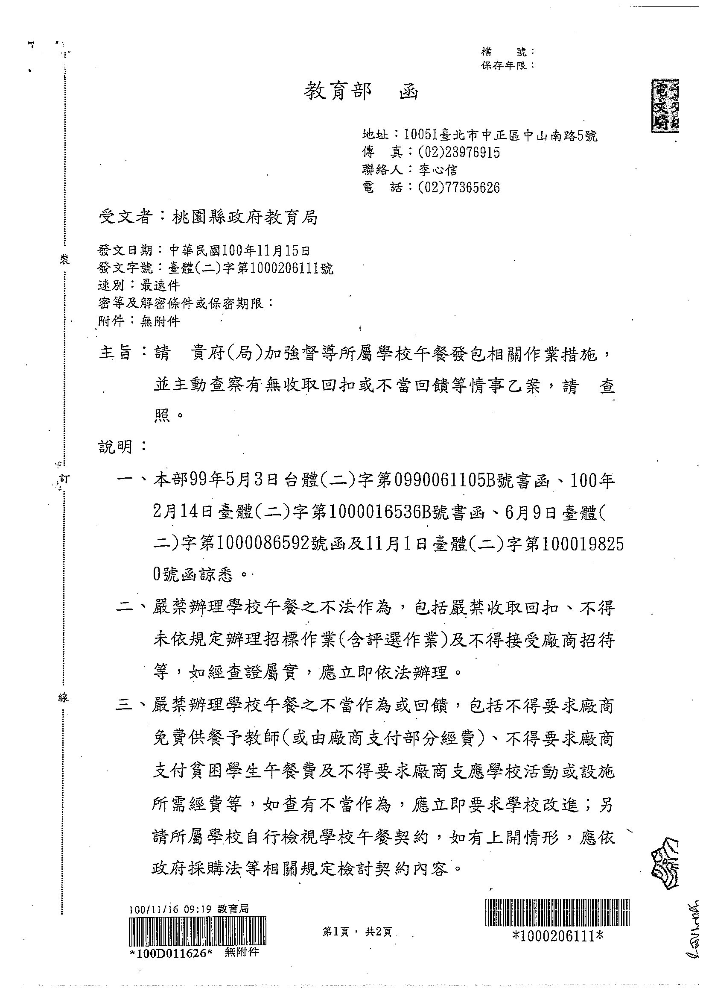 檔　　號：
保存年限：
教育部　函
電文騎
地址：10051臺北市中正區中山南路5號
傳　真：(02)23976915
聯絡人：李心信
電　話：(02)77365626
受文者：桃園縣政府教育局
發文日期：中華民國100年11月15日
發文字號：臺體(二)字第1000206111號
速別：最速件
密等及解密條件或保密期限：
附件：無附件
主旨：請　貴府(局)加強督導所屬學校午餐發包相關作業措施，
並主動查察有無收取回扣或不當回饋等情事乙案，請　查
照。
說明：
一、本部99年5月3日台體(二)字第0990061105B號書函、100年
2月14日臺體(二)字第1000016536B號書函、6月9日臺體(
二)字第1000086592號函及11月1日臺體(二)字第100019825
0號函諒悉。
二、嚴禁辦理學校午餐之不法作為，包括嚴禁收取回扣、不得
未依規定辦理招標作業(含評選作業)及不得接受廠商招待
等，如經查證屬實，應立即依法辦理。
三、嚴禁辦理學校午餐之不當作為或回饋，包括不得要求廠商
免費供餐予教師(或由廠商支付部分經費)、不得要求廠商
支付貧困學生午餐費及不得要求廠商支應學校活動或設施
所需經費等，如查有不當作為，應立即要求學校改進；另
請所屬學校自行檢視學校午餐契約，如有上開情形，應依
政府採購法等相關規定檢討契約內容。
裝
訂
線
100/11/16 09:19 教育局
*100D011626*　無附件
第1頁，共2頁
*1000206111*